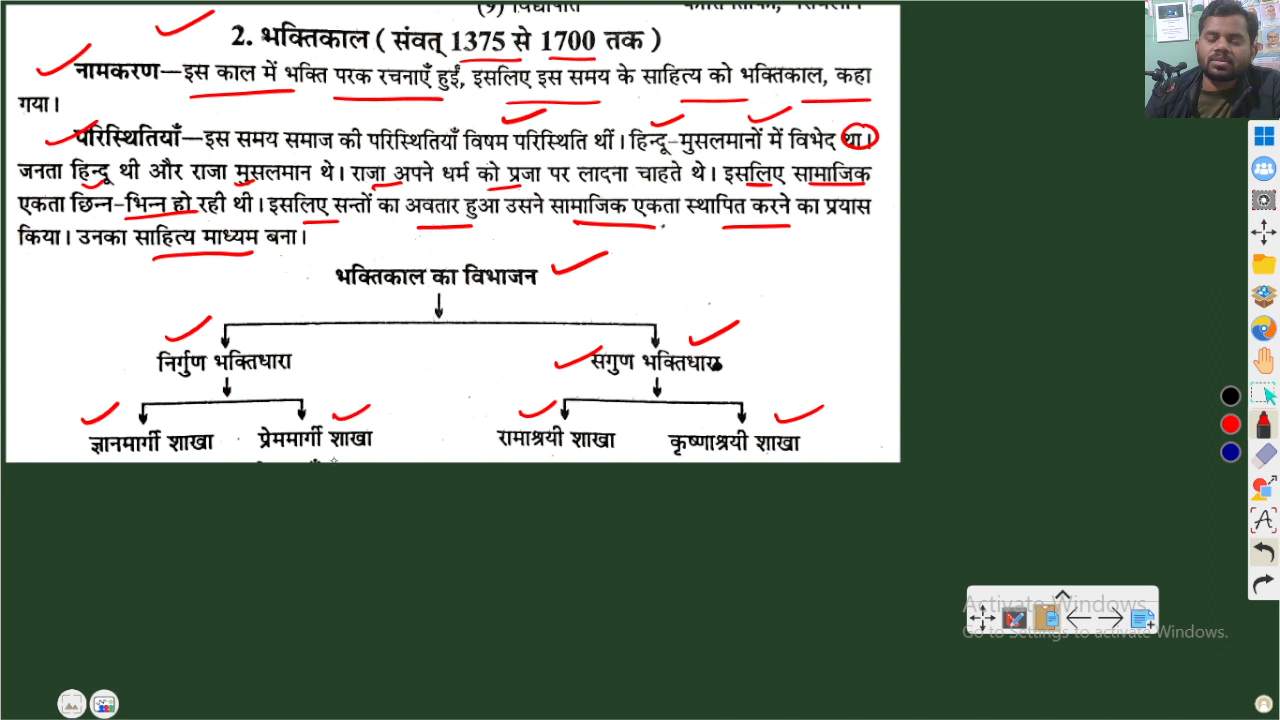 (9) विद्यापति
2. भक्तिकाल ( संवत् 1375 से 1700 तक )
नामकरण—इस काल में भक्ति परक रचनाएँ हुईं, इसलिए इस समय के साहित्य को भक्तिकाल, कहा
गया।
परिस्थितियाँ—इस समय समाज की परिस्थितियाँ विषम परिस्थिति थीं। हिन्दू-मुसलमानों में विभेद था।
जनता हिन्दू थी और राजा मुसलमान थे। राजा अपने धर्म को प्रजा पर लादना चाहते थे। इसलिए सामाजिक
एकता छिन्न-भिन्न हो रही थी। इसलिए सन्तों का अवतार हुआ उसने सामाजिक एकता स्थापित करने का प्रयास
किया। उनका साहित्य माध्यम बना।
भक्तिकाल का विभाजन
निर्गुण भक्तिधारा सगुण भक्तिधारा
ज्ञानमार्गी शाखा प्रेममार्गी शाखा रामाश्रयी शाखा कृष्णाश्रयी शाखा
Activate Windows
Go to Settings to activate Windows.